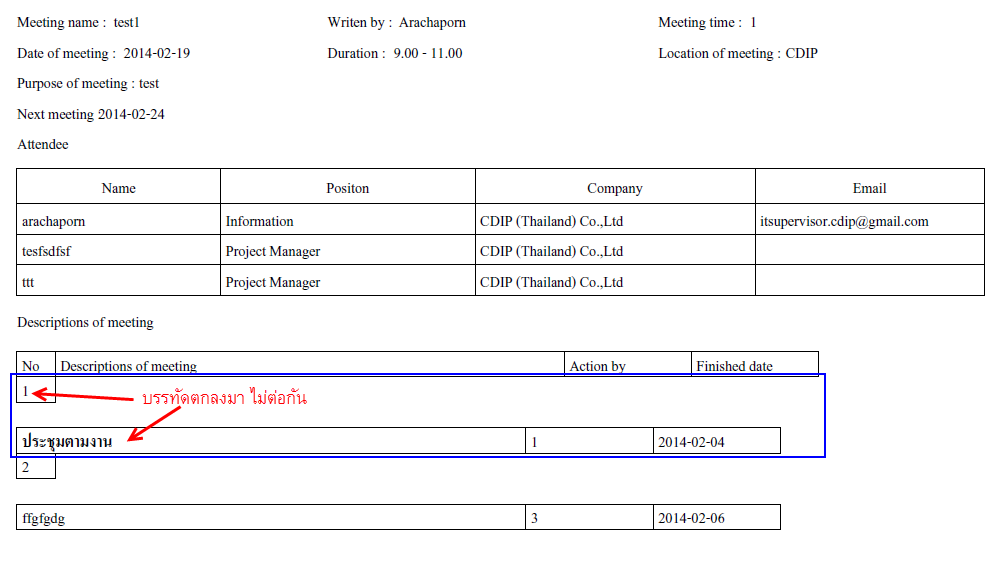 Meeting name :  test1 Writen by :  Arachaporn Meeting time :  1
Date of meeting :  2014-02-19 Duration :  9.00 - 11.00 Location of meeting : CDIP
Purpose of meeting : test
Next meeting 2014-02-24
Attendee
Name Positon Company Email
arachaporn Information CDIP (Thailand) Co.,Ltd itsupervisor.cdip@gmail.com
tesfsdfsf Project Manager CDIP (Thailand) Co.,Ltd
ttt Project Manager CDIP (Thailand) Co.,Ltd
Descriptions of meeting
No Descriptions of meeting Action by Finished date
1
บรรทัดตกลงมา ไม่ต่อกัน
ประชุมตามงาน 1 2014-02-04
2
ffgfgdg 3 2014-02-06